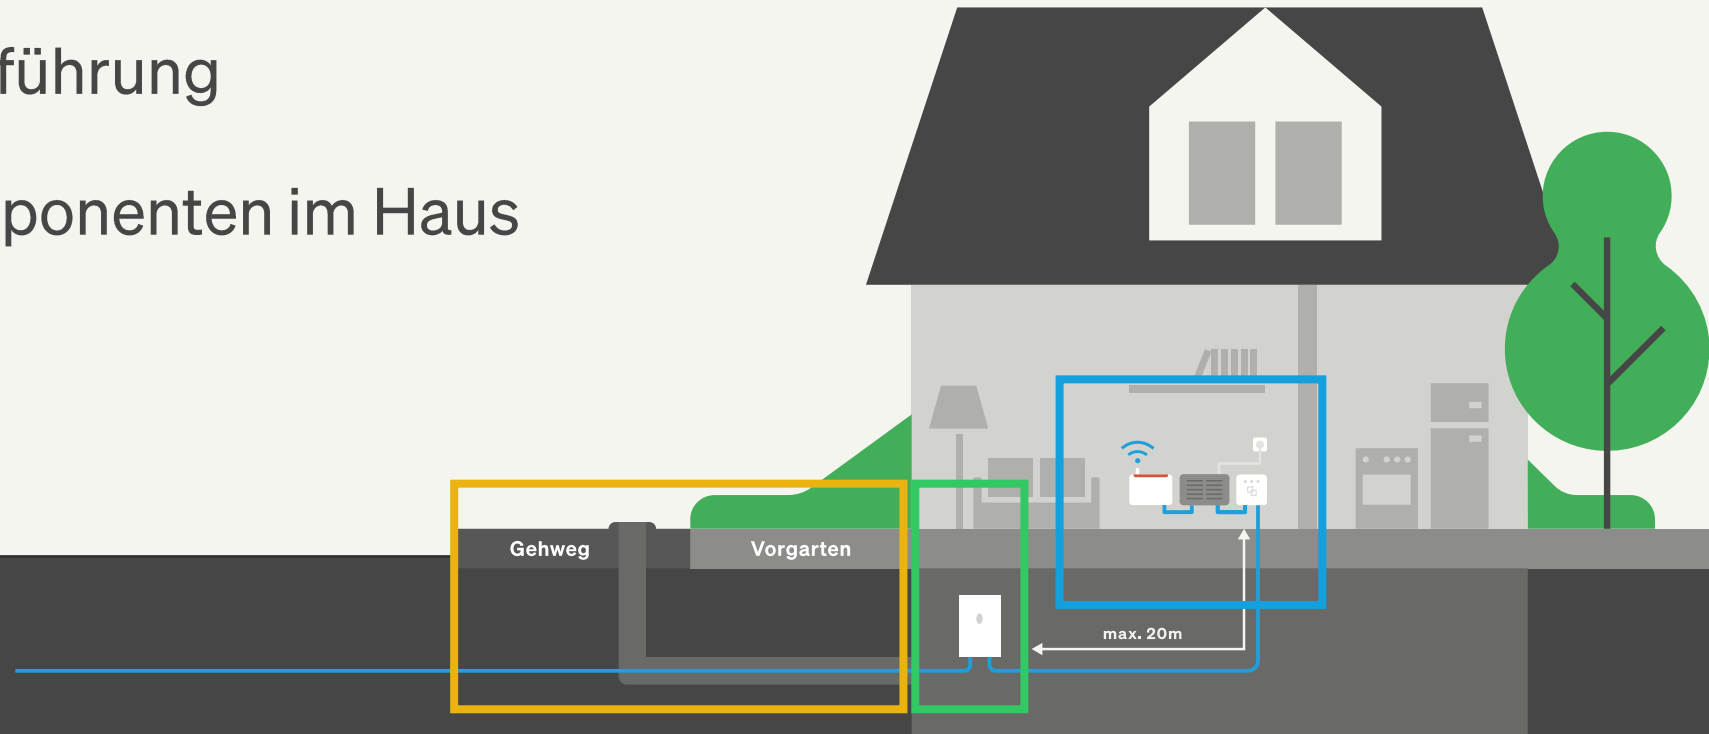 führung
ponenten im Haus
Gehweg
Vorgarten
max. 20m